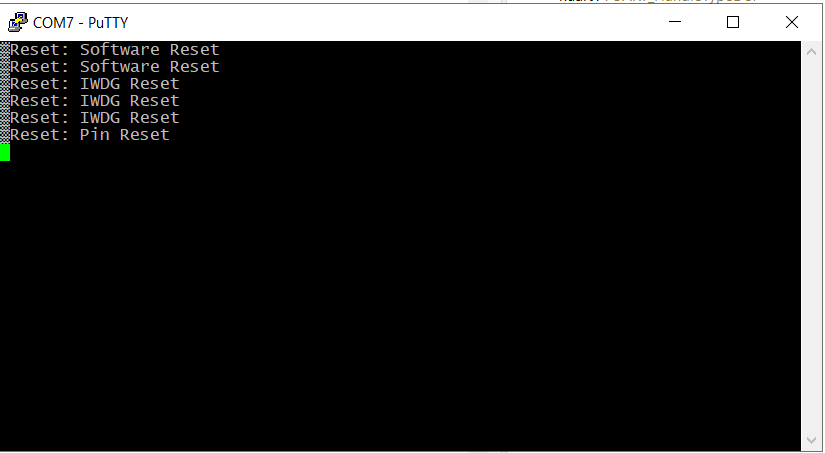 COM7 - PuTTY
▒Reset: Software Reset
▒Reset: Software Reset
▒Reset: IWDG Reset
▒Reset: IWDG Reset
▒Reset: IWDG Reset
▒Reset: Pin Reset